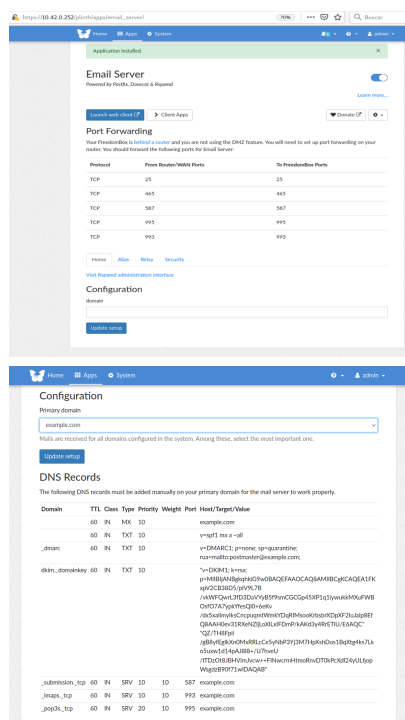 https://10.42.0.252/plinth/apps/email_server/ 70% Q, Buscar
Home Apps System admin
Application installed. ×
Email Server
Powered by Postfix, Dovecot & Rspamd
Learn more...
Launch web client Client Apps Donate
Port Forwarding
Your FreedomBox is behind a router and you are not using the DMZ feature. You will need to set up port forwarding on your
router. You should forward the following ports for Email Server:
Protocol From Router/WAN Ports To FreedomBox Ports
TCP 25 25
TCP 465 465
TCP 587 587
TCP 995 995
TCP 993 993
Home Alias Relay Security
Visit Rspamd administration interface
Configuration
domain
Update setup
Home Apps System admin
Configuration
Primary domain
example.com
Mails are received for all domains configured in the system. Among these, select the most important one.
Update setup
DNS Records
The following DNS records must be added manually on your primary domain for the mail server to work properly.
Domain TTL Class Type Priority Weight Port Host/Target/Value
60 IN MX 10 example.com
60 IN TXT 10 v=spf1 mx a ~all
_dmarc 60 IN TXT 10 v=DMARC1; p=none; sp=quarantine;
rua=mailto:postmaster@example.com;
dkim._domainkey 60 IN TXT 10 "v=DKIM1; k=rsa;
_submission._tcp 60 IN SRV 10 10 587 example.com
_imaps._tcp 60 IN SRV 10 10 993 example.com
_pop3s._tcp 60 IN SRV 20 10 995 example.com